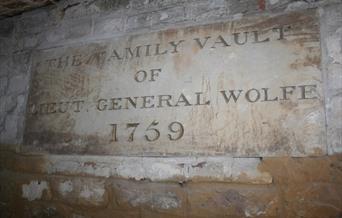 THE FAMILY VAULT
OF
LIEUT. GENERAL WOLFE
1759